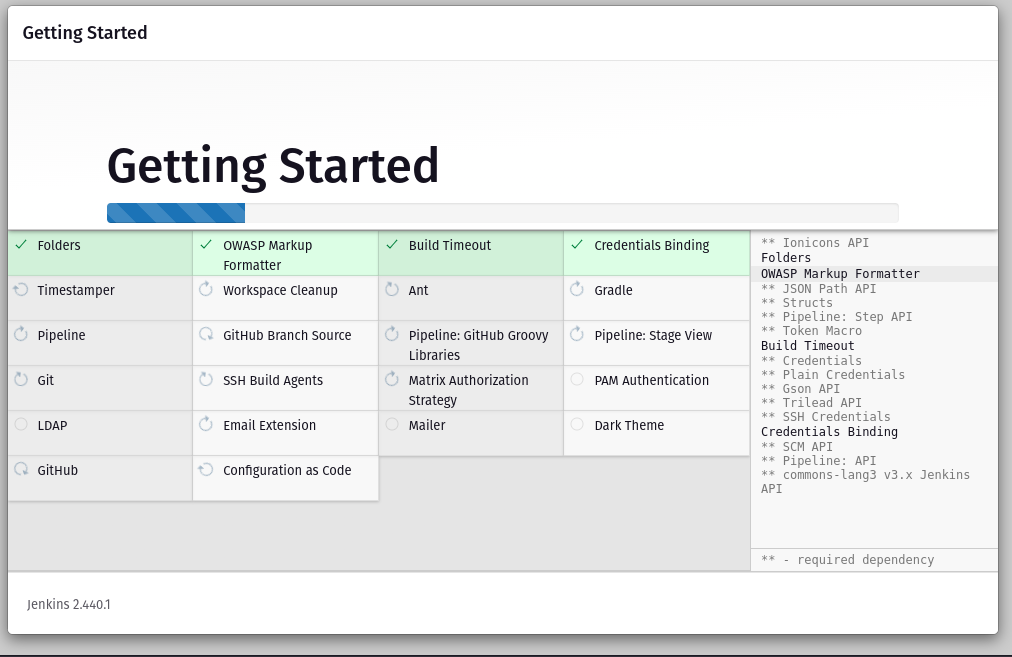 Getting Started
Getting Started
Folders
OWASP Markup
Formatter
Build Timeout
Credentials Binding
Timestamper
Workspace Cleanup
Ant
Gradle
Pipeline
GitHub Branch Source
Pipeline: GitHub Groovy
Libraries
Pipeline: Stage View
Git
SSH Build Agents
Matrix Authorization
Strategy
PAM Authentication
LDAP
Email Extension
Mailer
Dark Theme
GitHub
Configuration as Code
** Ionicons API
Folders
OWASP Markup Formatter
** JSON Path API
** Structs
** Pipeline: Step API
** Token Macro
Build Timeout
** Credentials
** Plain Credentials
** Gson API
** Trilead API
** SSH Credentials
Credentials Binding
** SCM API
** Pipeline: API
** commons-lang3 v3.x Jenkins
API
** - required dependency
Jenkins 2.440.1